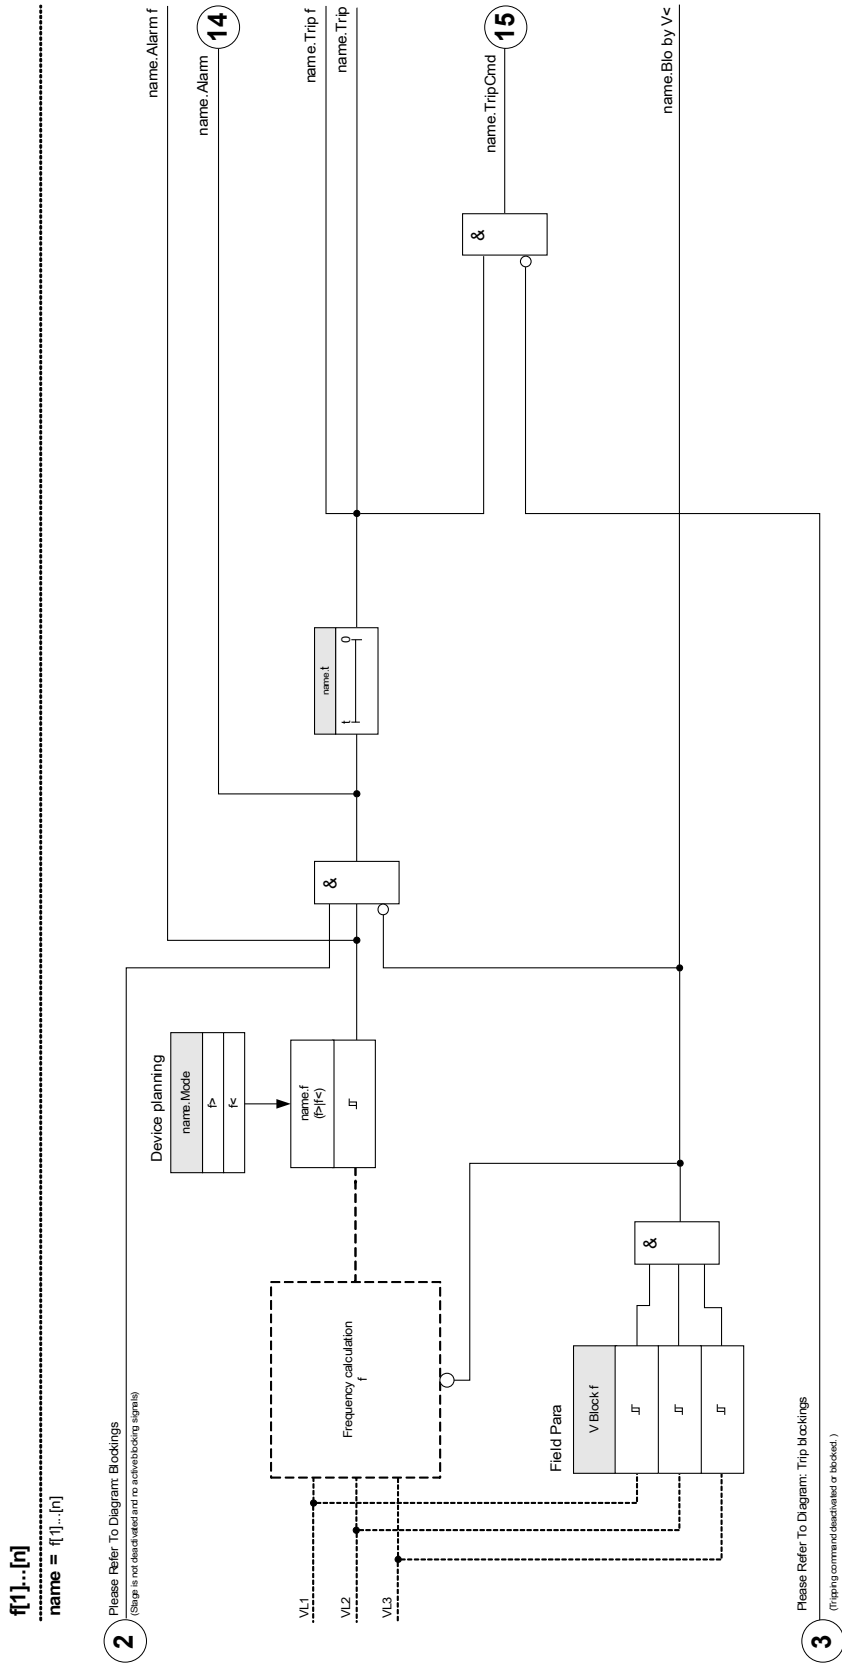 f[1]...[n]
name = f[1]...[n]
2
Please Refer To Diagram: Blockings
(Stage is not deactivated and no active blocking signals)
name.Alarm f
name.Alarm
14
name.Trip f
name.Trip
name.TripCmd
15
name.Blo by V<
Device planning
name.Mode
f>
f<
name.f
(f>|f<)
&
name.t
t
0
&
Frequency calculation
f
VL1
VL2
VL3
Field Para
V Block f
&
3
Please Refer To Diagram: Trip blockings
(Tripping command deactivated or blocked. )